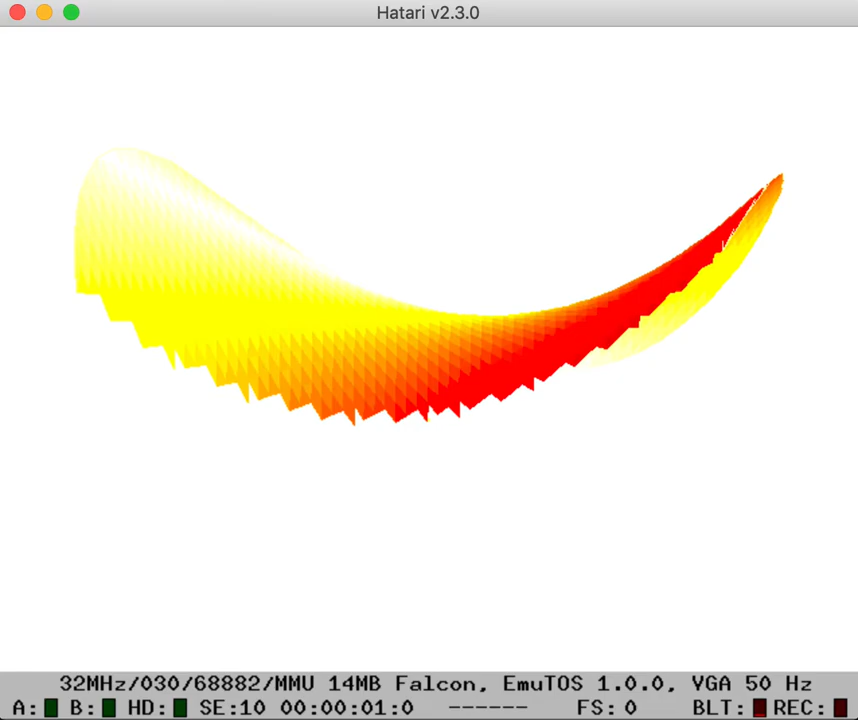 Hatari v2.3.0
32MHz/030/68882/MMU 14MB Falcon, EmuTOS 1.0.0, VGA 50 Hz
A: B: HD: SE:10 00:00:01:0 ------ FS: 0 BLT: REC: